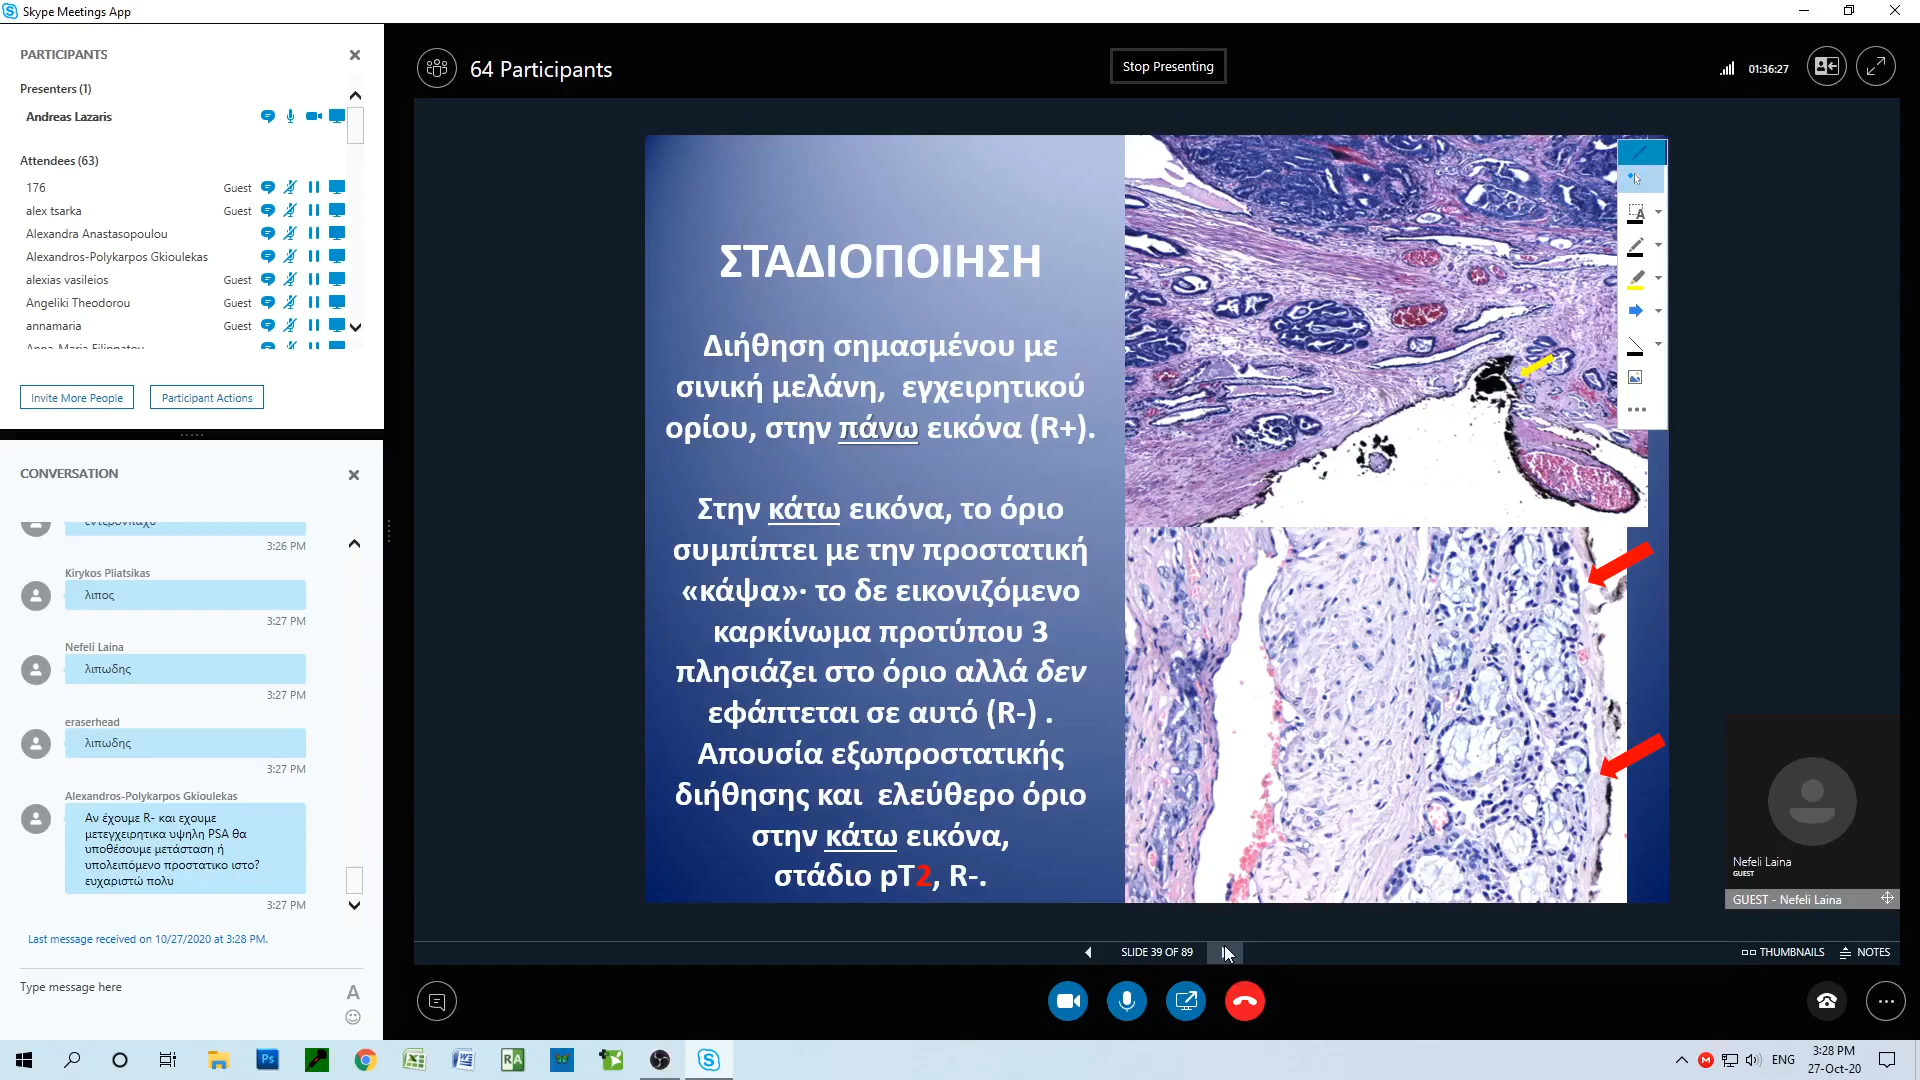 Skype Meetings App
PARTICIPANTS
Presenters (1)
Andreas Lazaris
Attendees (63)
176 Guest
alex tsarka Guest
Alexandra Anastasopoulou
Alexandros-Polykarpos Gkioulekas
alexias vasileios Guest
Angeliki Theodorou Guest
annamaria Guest
Anna-Maria Filippatou
Invite More People
Participant Actions
CONVERSATION
3:26 PM
Kirykos Pliatsikas
λιπος
3:27 PM
Nefeli Laina
λιπωδης
3:27 PM
eraserhead
λιπωδης
3:27 PM
Alexandros-Polykarpos Gkioulekas
Αν έχουμε R- και εχουμε
μετεγχειρητικα υψηλη PSA θα
υποθέσουμε μετάσταση ή
υπολειπόμενο προστατικο ιστο?
ευχαριστώ πολυ
3:27 PM
Last message received on 10/27/2020 at 3:28 PM.
Type message here
64 Participants
Stop Presenting
01:36:27
ΣΤΑΔΙΟΠΟΙΗΣΗ
Διήθηση σημασμένου με
σινική μελάνη, εγχειρητικού
ορίου, στην πάνω εικόνα (R+).
Στην κάτω εικόνα, το όριο
συμπίπτει με την προστατική
«κάψα»· το δε εικονιζόμενο
καρκίνωμα προτύπου 3
πλησιάζει στο όριο αλλά δεν
εφάπτεται σε αυτό (R-) .
Απουσία εξωπροστατικής
διήθησης και ελεύθερο όριο
στην κάτω εικόνα,
στάδιο pT2, R-.
Nefeli Laina
GUEST
GUEST - Nefeli Laina
SLIDE 39 OF 89
THUMBNAILS
NOTES
ENG
3:28 PM
27-Oct-20